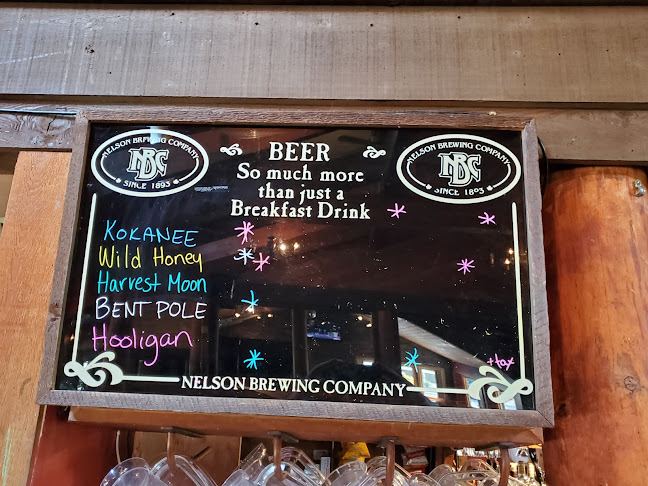 NELSON BREWING COMPANY
NBC
SINCE 1893
BEER
So much more
than just a
Breakfast Drink
NELSON BREWING COMPANY
NBC
SINCE 1893
KOKANEE
Wild Honey
Harvest Moon
BENT POLE
Hooligan
+tax
NELSON BREWING COMPANY